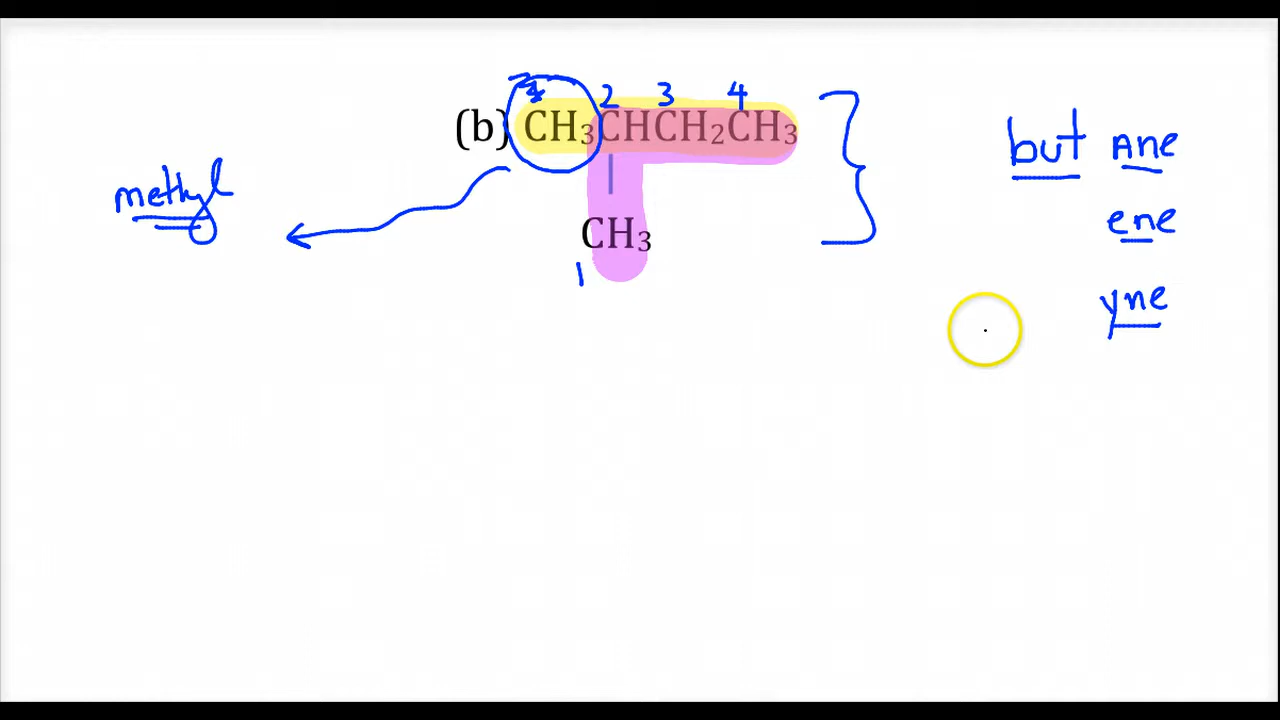 2 3 4
(b) CH₃CHCH₂CH₃
CH₃
1
methyl
but Ane
ene
yne